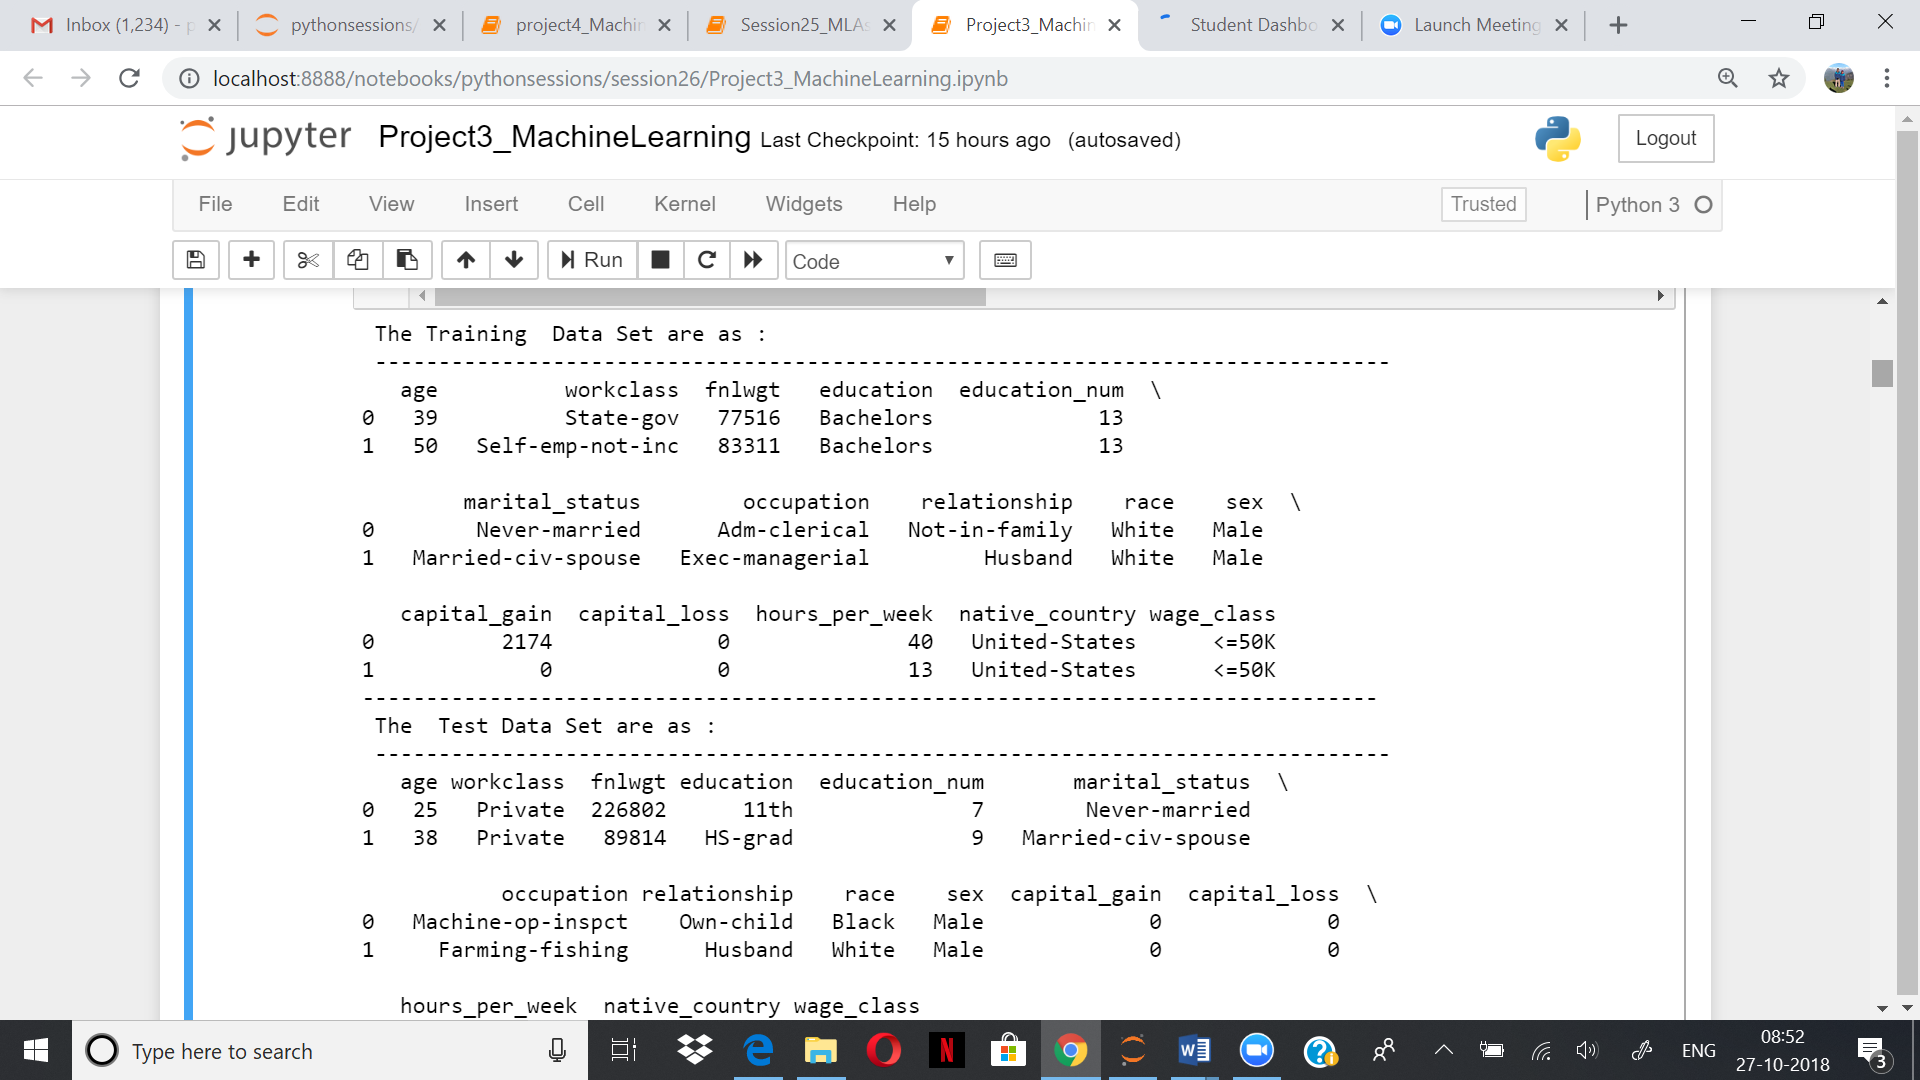 Inbox (1,234) - p
pythonsessions/
project4_Machin
Session25_MLAs
Project3_Machin
Student Dashbo
Launch Meeting
localhost:8888/notebooks/pythonsessions/session26/Project3_MachineLearning.ipynb
jupyter Project3_MachineLearning Last Checkpoint: 15 hours ago (autosaved)
Logout
File Edit View Insert Cell Kernel Widgets Help
Trusted
Python 3
Run
Code
The Training  Data Set are as :
--------------------------------------------------------------------------------
age workclass fnlwgt education education_num \
0 39 State-gov 77516 Bachelors 13
1 50 Self-emp-not-inc 83311 Bachelors 13
marital_status occupation relationship race sex \
0 Never-married Adm-clerical Not-in-family White Male
1 Married-civ-spouse Exec-managerial Husband White Male
capital_gain capital_loss hours_per_week native_country wage_class
0 2174 0 40 United-States <=50K
1 0 0 13 United-States <=50K
--------------------------------------------------------------------------------
The  Test Data Set are as :
--------------------------------------------------------------------------------
age workclass fnlwgt education education_num marital_status \
0 25 Private 226802 11th 7 Never-married
1 38 Private 89814 HS-grad 9 Married-civ-spouse
occupation relationship race sex capital_gain capital_loss \
0 Machine-op-inspct Own-child Black Male 0 0
1 Farming-fishing Husband White Male 0 0
hours_per_week native_country wage_class
Type here to search
ENG
08:52
27-10-2018
3